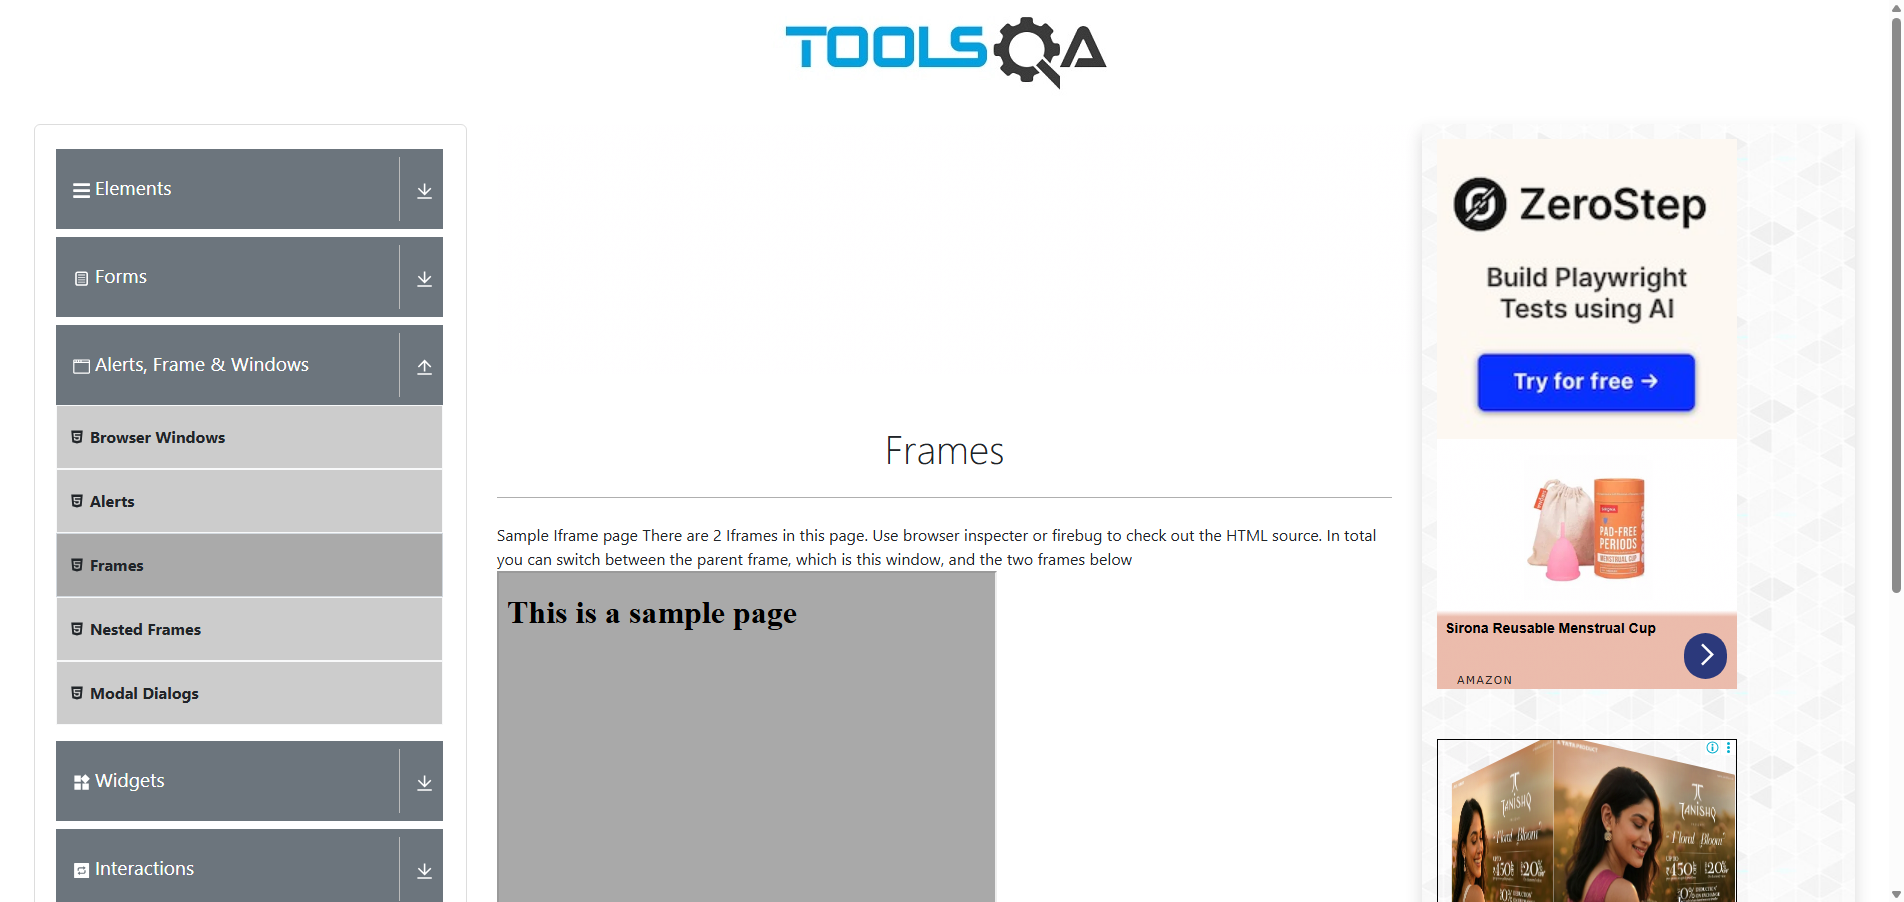 TOOLSQA
Elements
Forms
Alerts, Frame & Windows
Browser Windows
Alerts
Frames
Nested Frames
Modal Dialogs
Widgets
Interactions
Frames
Sample Iframe page There are 2 Iframes in this page. Use browser inspecter or firebug to check out the HTML source. In total
you can switch between the parent frame, which is this window, and the two frames below
This is a sample page
ZeroStep
Build Playwright
Tests using AI
Try for free →
PAD-FREE
PERIODS
MENSTRUAL CUP
Sirona Reusable Menstrual Cup
AMAZON
A TATA PRODUCT
TANISHQ
Floral Bloom
TANISHQ
Floral Bloom